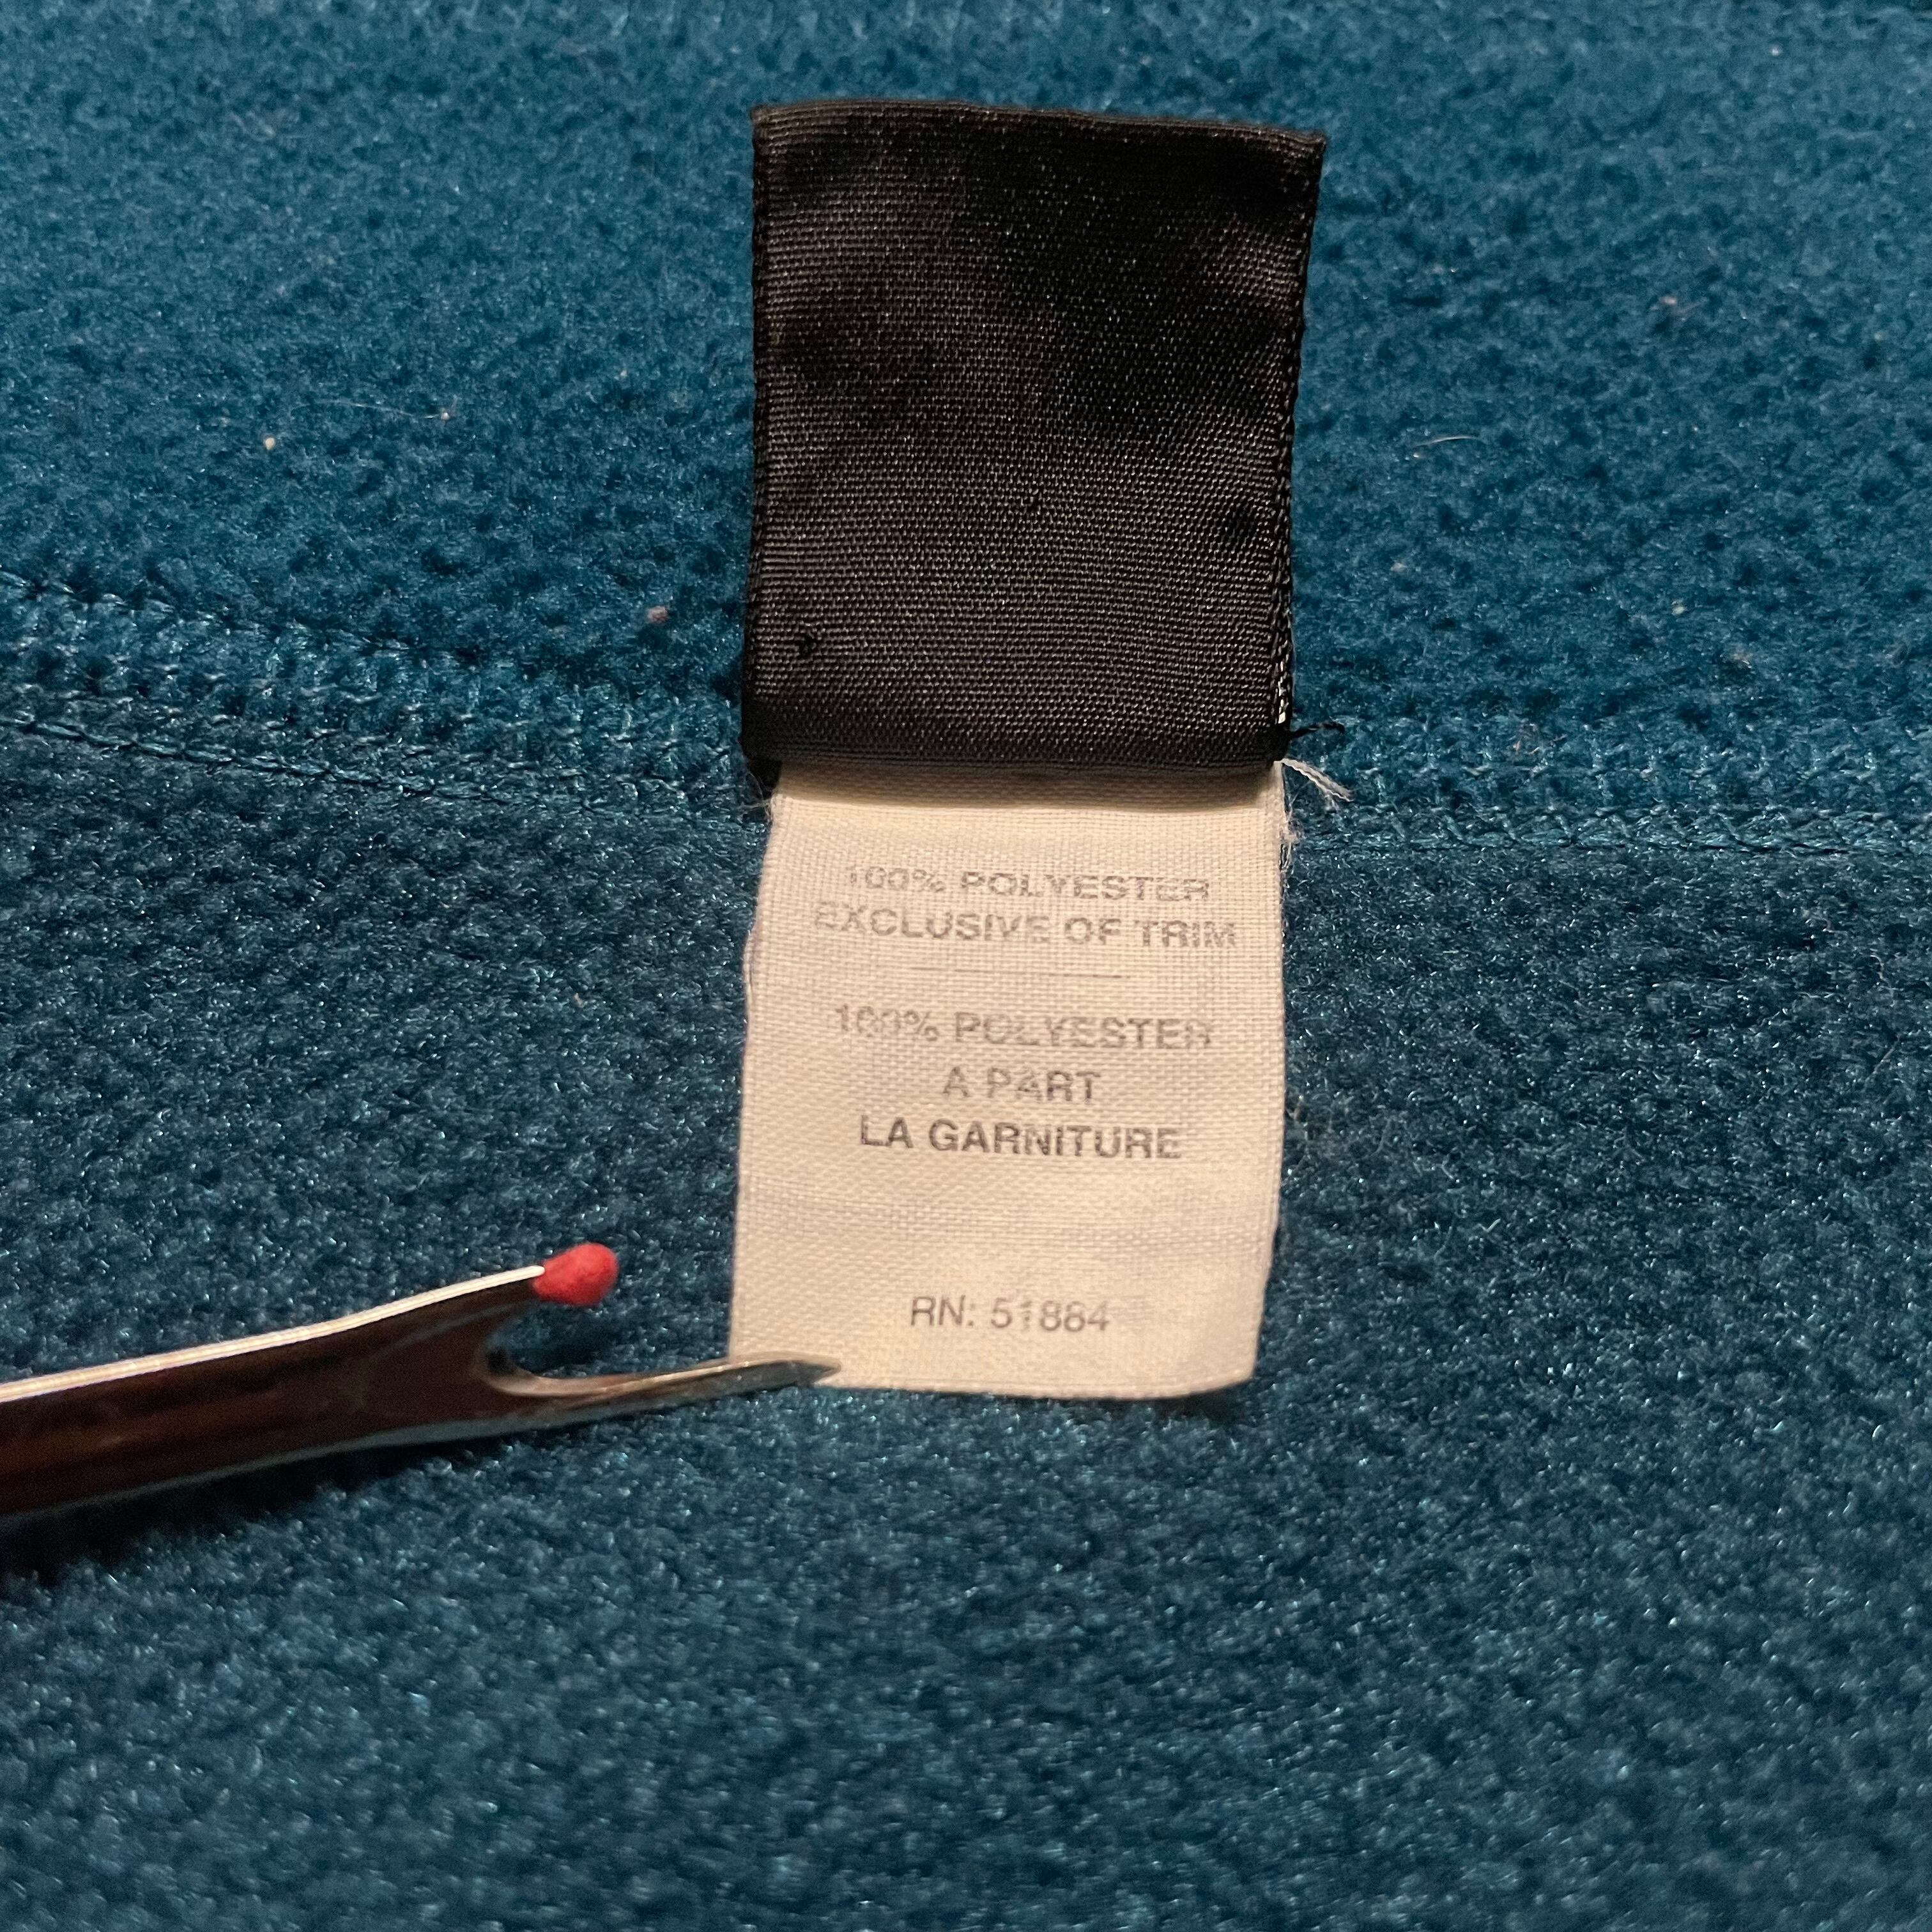 100% POLYESTER
EXCLUSIVE OF TRIM
100% POLYESTER
A PART
LA GARNITURE
RN: 51884